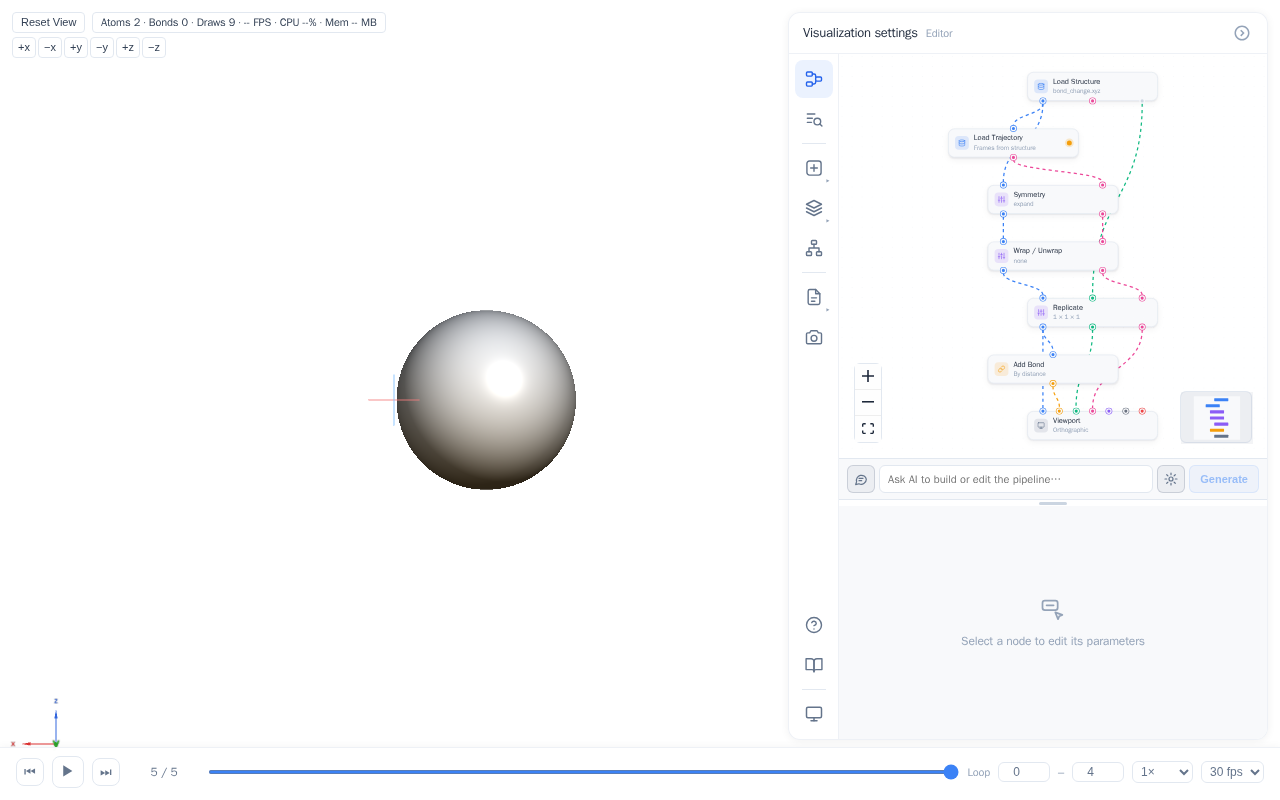 Reset View
Atoms 2 · Bonds 0 · Draws 9 · -- FPS · CPU --% · Mem -- MB
+x
−x
+y
−y
+z
−z
Visualization settings
Editor
Load Structure
bond_change.xyz
Load Trajectory
Frames from structure
Symmetry
expand
Wrap / Unwrap
none
Replicate
1 × 1 × 1
Add Bond
By distance
Viewport
Orthographic
Ask AI to build or edit the pipeline···
Generate
Select a node to edit its parameters
z
x
5 / 5
Loop
0
–
4
1×
30 fps